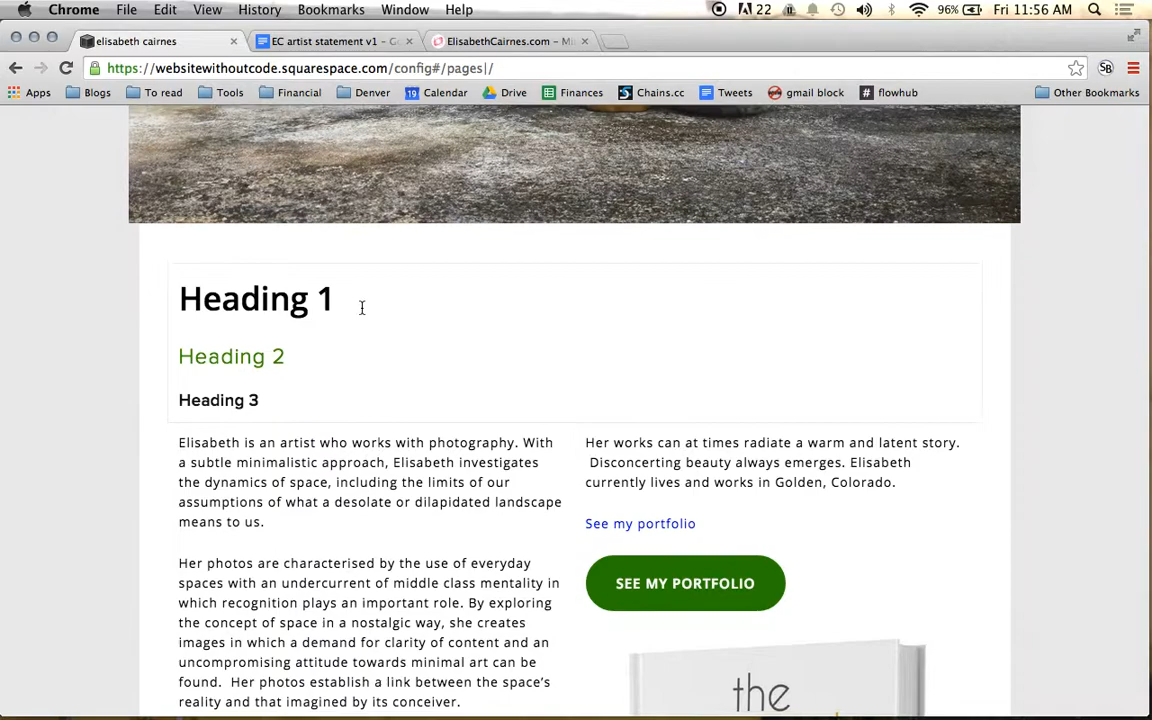 Chrome File Edit View History Bookmarks Window Help 22 96% Fri 11:56 AM
elisabeth cairnes × EC artist statement v1 - Go × ElisabethCairnes.com - Mi ×
https://websitewithoutcode.squarespace.com/config#/pages|/
Apps Blogs To read Tools Financial Denver 19 Calendar Drive Finances Chains.cc Tweets gmail block # flowhub Other Bookmarks
Heading 1
Heading 2
Heading 3
Elisabeth is an artist who works with photography. With
a subtle minimalistic approach, Elisabeth investigates
the dynamics of space, including the limits of our
assumptions of what a desolate or dilapidated landscape
means to us.
Her photos are characterised by the use of everyday
spaces with an undercurrent of middle class mentality in
which recognition plays an important role. By exploring
the concept of space in a nostalgic way, she creates
images in which a demand for clarity of content and an
uncompromising attitude towards minimal art can be
found. Her photos establish a link between the space's
reality and that imagined by its conceiver.
Her works can at times radiate a warm and latent story.
Disconcerting beauty always emerges. Elisabeth
currently lives and works in Golden, Colorado.
See my portfolio
SEE MY PORTFOLIO
the